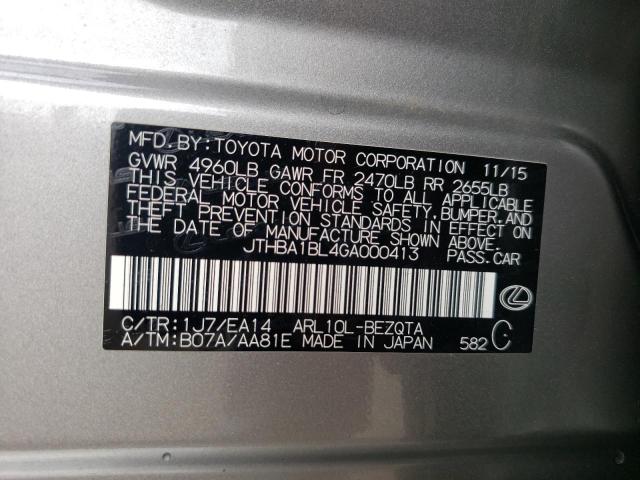 MFD. BY: TOYOTA MOTOR CORPORATION 11/15
GVWR 4960LB GAWR FR 2470LB RR 2655LB
THIS VEHICLE CONFORMS TO ALL APPLICABLE
FEDERAL MOTOR VEHICLE SAFETY, BUMPER, AND
THEFT PREVENTION STANDARDS IN EFFECT ON
THE DATE OF MANUFACTURE SHOWN ABOVE.
JTHBA1BL4GA000413 PASS. CAR
C/TR: 1J7/EA14 ARL10L-BEZQTA
A/TM: B07A/AA81E MADE IN JAPAN 582 C